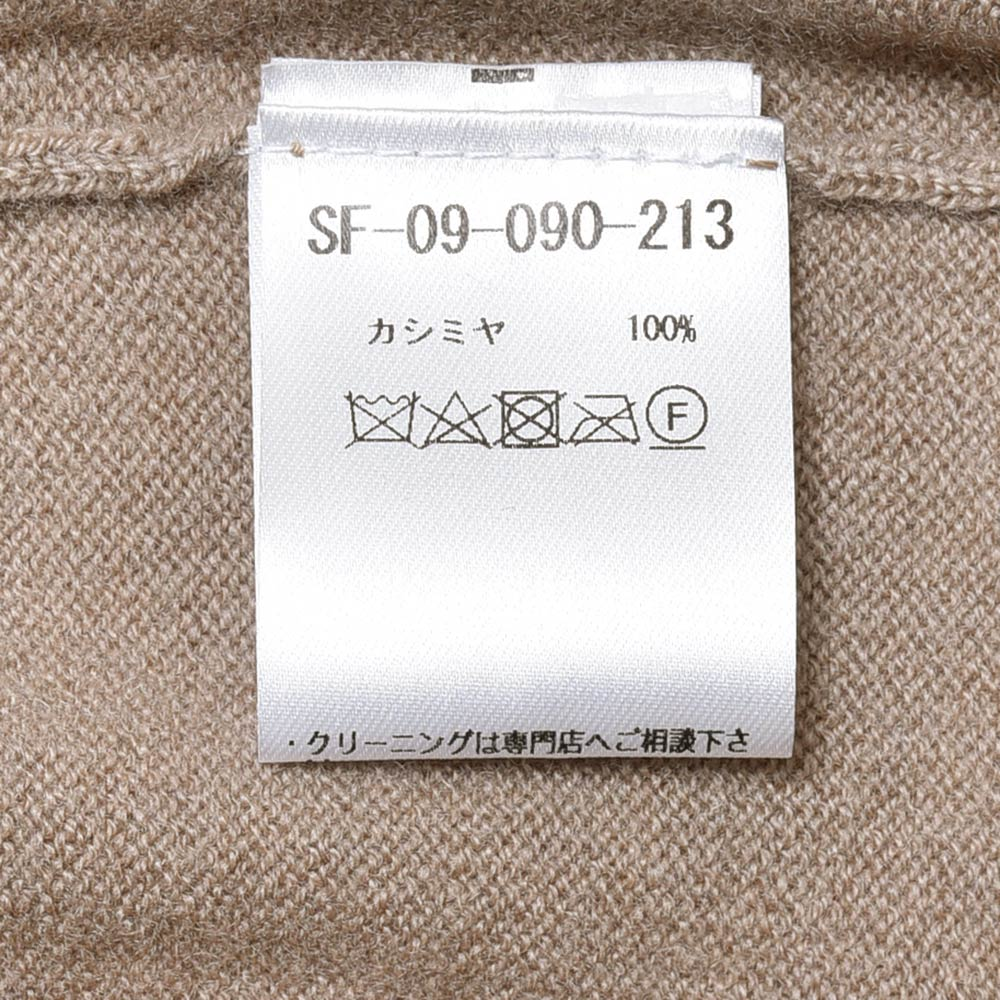 SF-09-090-213
カシミヤ 100%
F
・クリーニングは専門店へご相談下さ